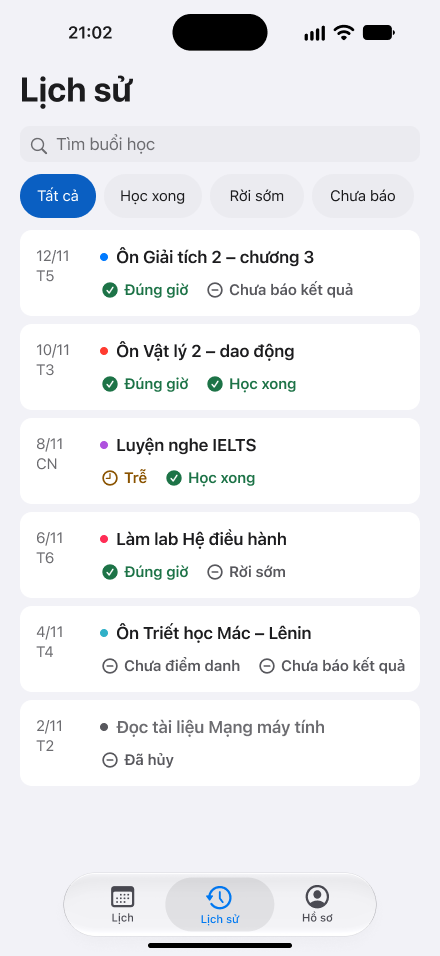 21:02
Lịch sử
Tìm buổi học
Tất cả
Học xong
Rời sớm
Chưa báo
12/11
T5
Ôn Giải tích 2 – chương 3
Đúng giờ
Chưa báo kết quả
10/11
T3
Ôn Vật lý 2 – dao động
Đúng giờ
Học xong
8/11
CN
Luyện nghe IELTS
Trễ
Học xong
6/11
T6
Làm lab Hệ điều hành
Đúng giờ
Rời sớm
4/11
T4
Ôn Triết học Mác – Lênin
Chưa điểm danh
Chưa báo kết quả
2/11
T2
Đọc tài liệu Mạng máy tính
Đã hủy
Lịch
Lịch sử
Hồ sơ